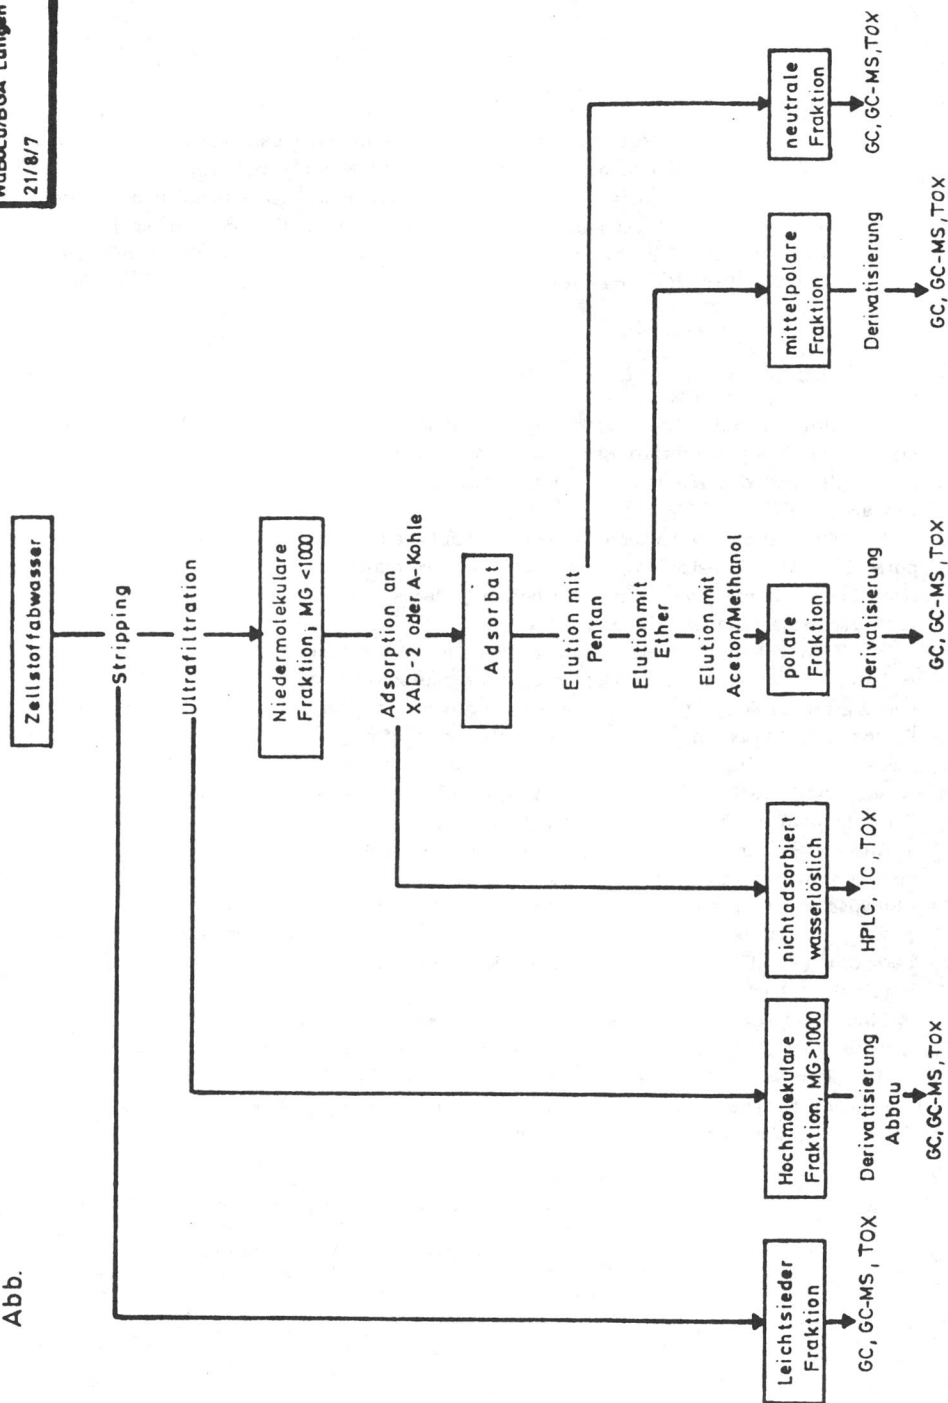 Abb.
21/8/7
Zellstoffabwasser
Stripping
Ultrafiltration
Niedermolekulare
Fraktion, MG <1000
Adsorption an
XAD-2 oder A-Kohle
Adsorbat
Elution mit
Pentan
Elution mit
Ether
Elution mit
Aceton/Methanol
Leichtsieder
Fraktion
GC, GC-MS, TOX
Hochmolekulare
Fraktion, MG>1000
Derivatisierung
Abbau
GC, GC-MS, TOX
nichtadsorbiert
wasserlöslich
HPLC, IC, TOX
polare
Fraktion
Derivatisierung
GC, GC-MS, TOX
mittelpolare
Fraktion
Derivatisierung
GC, GC-MS, TOX
neutrale
Fraktion
GC, GC-MS, TOX